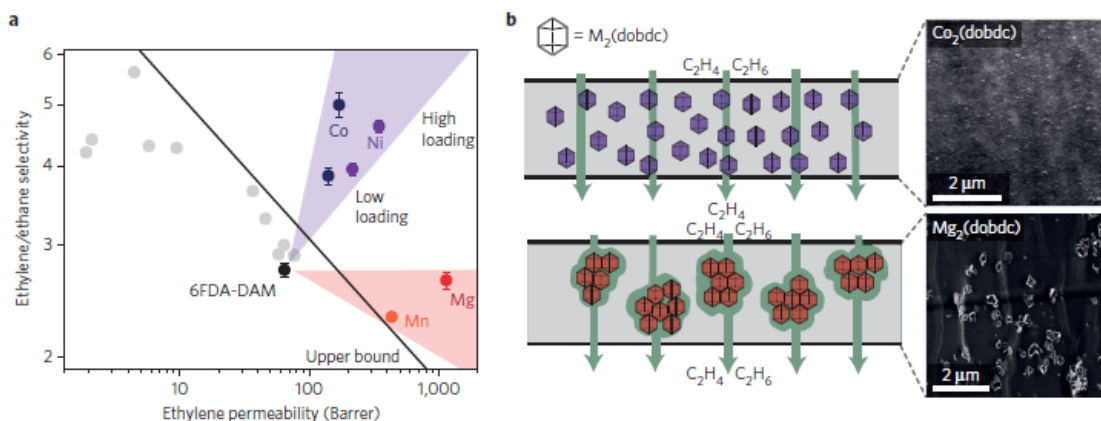 a
6
5
4
3
2
Ethylene/ethane selectivity
Co
Ni
High
loading
Low
loading
6FDA-DAM
Mg
Mn
Upper bound
10
100
1,000
Ethylene permeability (Barrer)
b
= M2(dobdc)
C2H4 C2H6
C2H4
C2H4 C2H6
C2H4 C2H6
Co2(dobdc)
2 μm
Mg2(dobdc)
2 μm